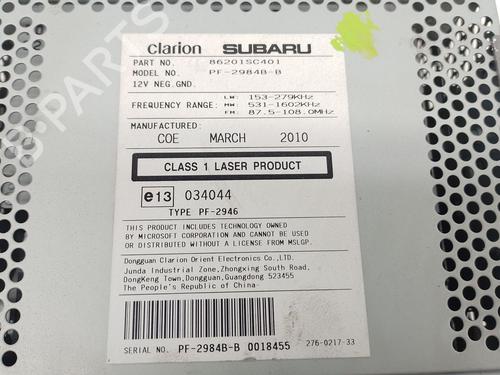 clarion SUBARU
PART NO. 86201SC401
MODEL NO. PF-2984B-B
12V NEG.GND.
FREQUENCY RANGE: LW: 153-279KHz
MW: 531-1602KHz
FM: 87.5-108.0MHz
MANUFACTURED:
COE MARCH 2010
CLASS 1 LASER PRODUCT
e13 034044
TYPE PF-2946
THIS PRODUCT INCLUDES TECHNOLOGY OWNED
BY MICROSOFT CORPORATION AND CANNOT BE USED
OR DISTRIBUTED WITHOUT A LICENSE FROM MSLGP.
Dongguan Clarion Orient Electronics Co., LTD.
Junda Industrial Zone, Zhongxing South Road,
DongKeng Town, Dongguan, Guangdong 523455
The People's Republic of China
SERIAL NO. PF-2984B-B 0018455 276-0217-33